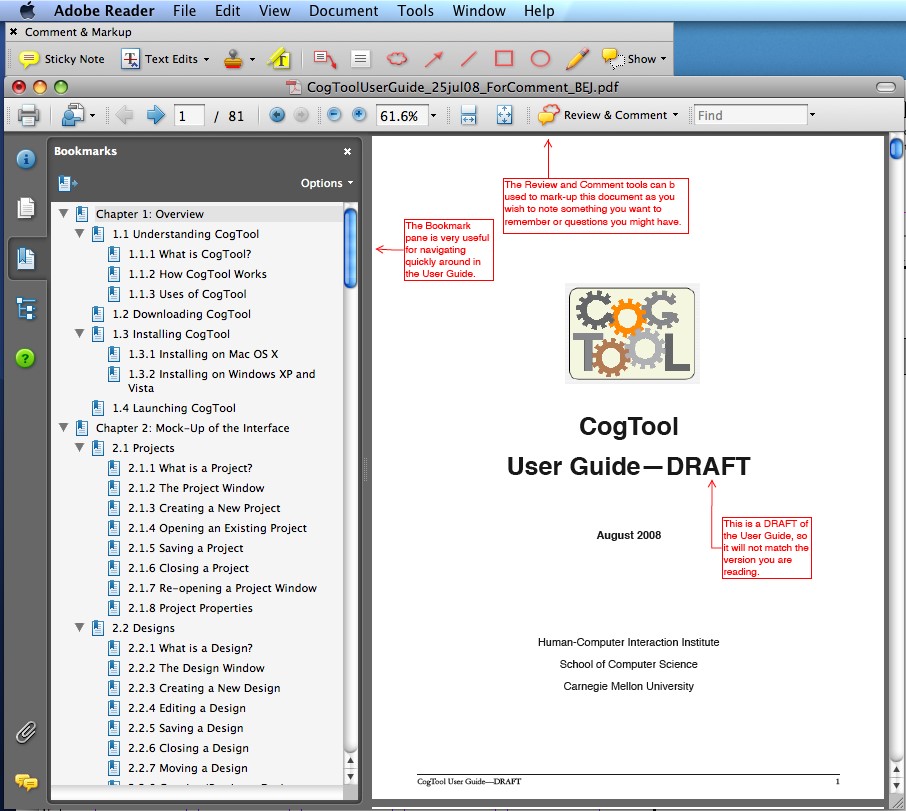 Adobe Reader File Edit View Document Tools Window Help
Comment & Markup
Sticky Note Text Edits Show
CogToolUserGuide_25jul08_ForComment_BEJ.pdf
1 / 81 61.6% Review & Comment Find
Bookmarks
Options
Chapter 1: Overview
1.1 Understanding CogTool
1.1.1 What is CogTool?
1.1.2 How CogTool Works
1.1.3 Uses of CogTool
1.2 Downloading CogTool
1.3 Installing CogTool
1.3.1 Installing on Mac OS X
1.3.2 Installing on Windows XP and
Vista
1.4 Launching CogTool
Chapter 2: Mock-Up of the Interface
2.1 Projects
2.1.1 What is a Project?
2.1.2 The Project Window
2.1.3 Creating a New Project
2.1.4 Opening an Existing Project
2.1.5 Saving a Project
2.1.6 Closing a Project
2.1.7 Re-opening a Project Window
2.1.8 Project Properties
2.2 Designs
2.2.1 What is a Design?
2.2.2 The Design Window
2.2.3 Creating a New Design
2.2.4 Editing a Design
2.2.5 Saving a Design
2.2.6 Closing a Design
2.2.7 Moving a Design
The Review and Comment tools can b
used to mark-up this document as you
wish to note something you want to
remember or questions you might have.
The Bookmark
pane is very useful
for navigating
quickly around in
the User Guide.
COG
TOOL
CogTool
User Guide—DRAFT
This is a DRAFT of
the User Guide, so
it will not match the
version you are
reading.
August 2008
Human-Computer Interaction Institute
School of Computer Science
Carnegie Mellon University
CogTool User Guide—DRAFT 1